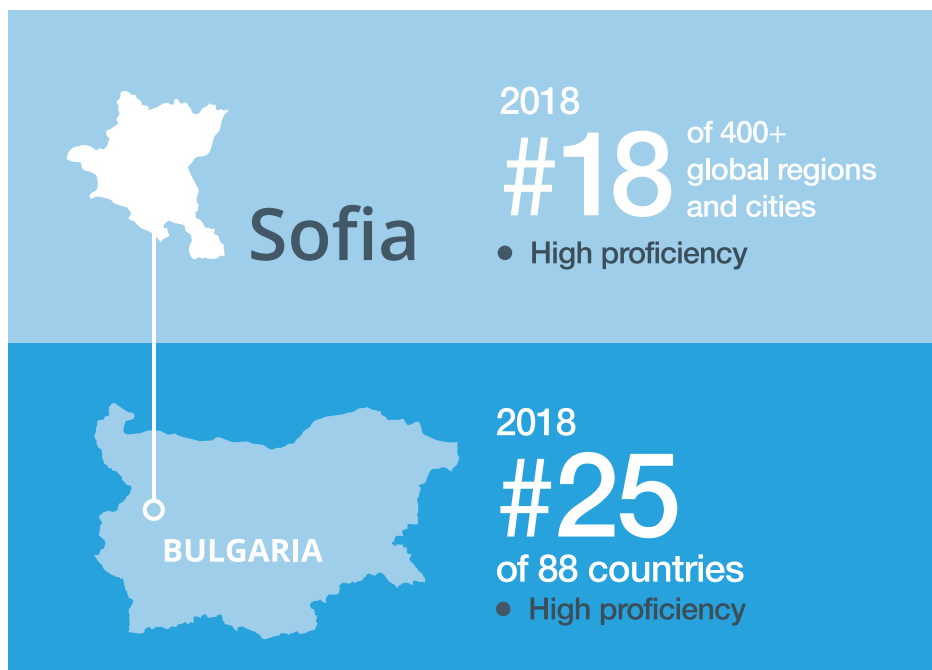 Sofia
2018
#18
of 400+
global regions
and cities
• High proficiency
BULGARIA
2018
#25
of 88 countries
• High proficiency